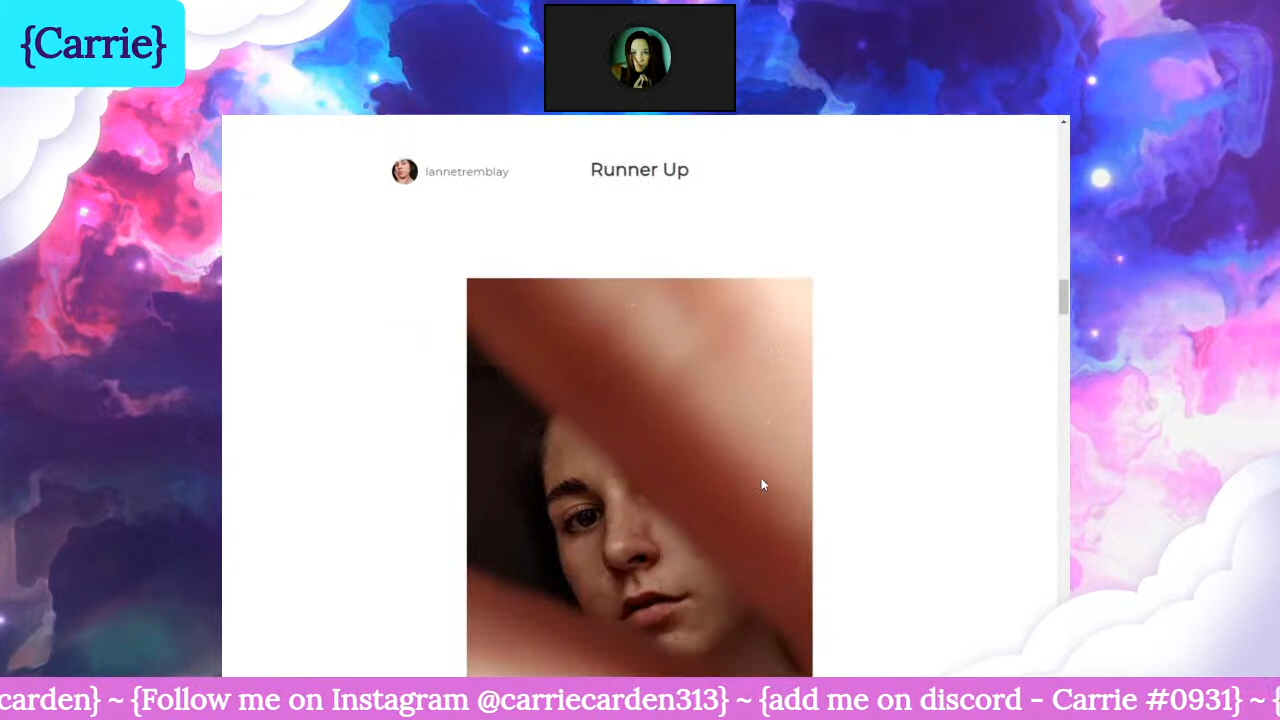 {Carrie}
lannetremblay
Runner Up
carden} ~ {Follow me on Instagram @carriecarden313} ~ {add me on discord - Carrie #0931} ~ {